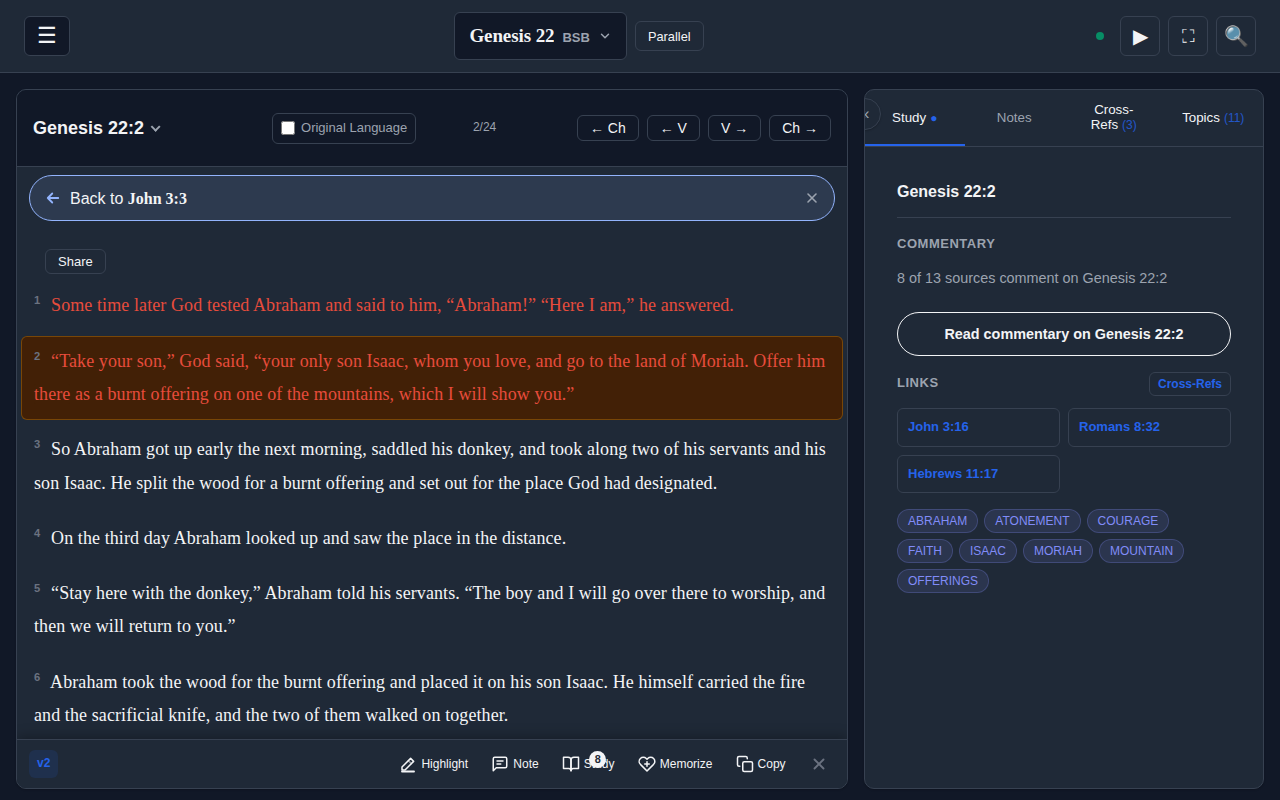 ☰ Genesis 22 BSB Parallel
Genesis 22:2 Original Language 2/24 ← Ch ← V V → Ch →
Back to John 3:3
Share
1 Some time later God tested Abraham and said to him, “Abraham!” “Here I am,” he answered.
2 “Take your son,” God said, “your only son Isaac, whom you love, and go to the land of Moriah. Offer him
there as a burnt offering on one of the mountains, which I will show you.”
3 So Abraham got up early the next morning, saddled his donkey, and took along two of his servants and his
son Isaac. He split the wood for a burnt offering and set out for the place God had designated.
4 On the third day Abraham looked up and saw the place in the distance.
5 “Stay here with the donkey,” Abraham told his servants. “The boy and I will go over there to worship, and
then we will return to you.”
6 Abraham took the wood for the burnt offering and placed it on his son Isaac. He himself carried the fire
and the sacrificial knife, and the two of them walked on together.
v2 Highlight Note 8 Memorize Copy
Study Notes Cross-
Refs (3) Topics (11)
Genesis 22:2
COMMENTARY
8 of 13 sources comment on Genesis 22:2
Read commentary on Genesis 22:2
LINKS Cross-Refs
John 3:16 Romans 8:32
Hebrews 11:17
ABRAHAM ATONEMENT COURAGE
FAITH ISAAC MORIAH MOUNTAIN
OFFERINGS